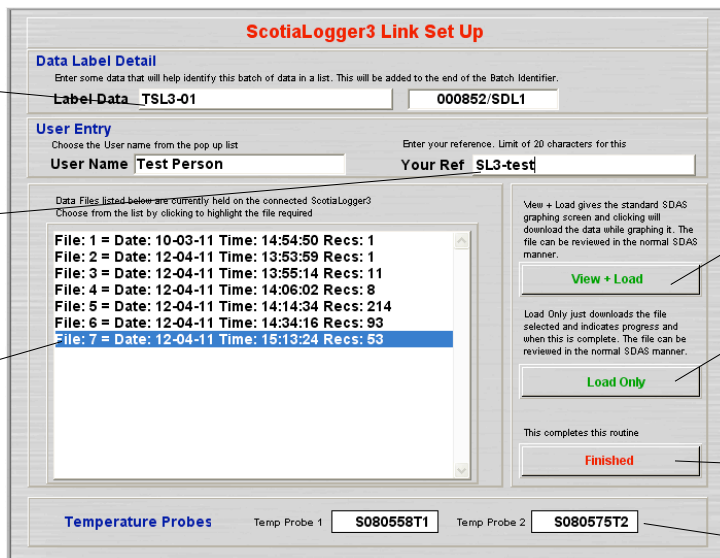 ScotiaLogger3 Link Set Up
Data Label Detail
Enter some data that will help identify this batch of data in a list. This will be added to the end of the Batch Identifier.
Label Data TSL3-01 000852/SDL1
User Entry
Choose the User name from the pop up list
Enter your reference. Limit of 20 characters for this
User Name Test Person
Your Ref SL3-test
Data Files listed below are currently held on the connected ScotiaLogger3
Choose from the list by clicking to highlight the file required
File: 1 = Date: 10-03-11 Time: 14:54:50 Recs: 1
File: 2 = Date: 12-04-11 Time: 13:53:59 Recs: 1
File: 3 = Date: 12-04-11 Time: 13:55:14 Recs: 11
File: 4 = Date: 12-04-11 Time: 14:06:02 Recs: 8
File: 5 = Date: 12-04-11 Time: 14:14:34 Recs: 214
File: 6 = Date: 12-04-11 Time: 14:34:16 Recs: 93
File: 7 = Date: 12-04-11 Time: 15:13:24 Recs: 53
View + Load gives the standard SDAS
graphing screen and clicking will
download the data while graphing it. The
file can be reviewed in the normal SDAS
manner.
View + Load
Load Only just downloads the file
selected and indicates progress and
when this is complete. The file can be
reviewed in the normal SDAS manner.
Load Only
This completes this routine
Finished
Temperature Probes Temp Probe 1 S080558T1 Temp Probe 2 S080575T2